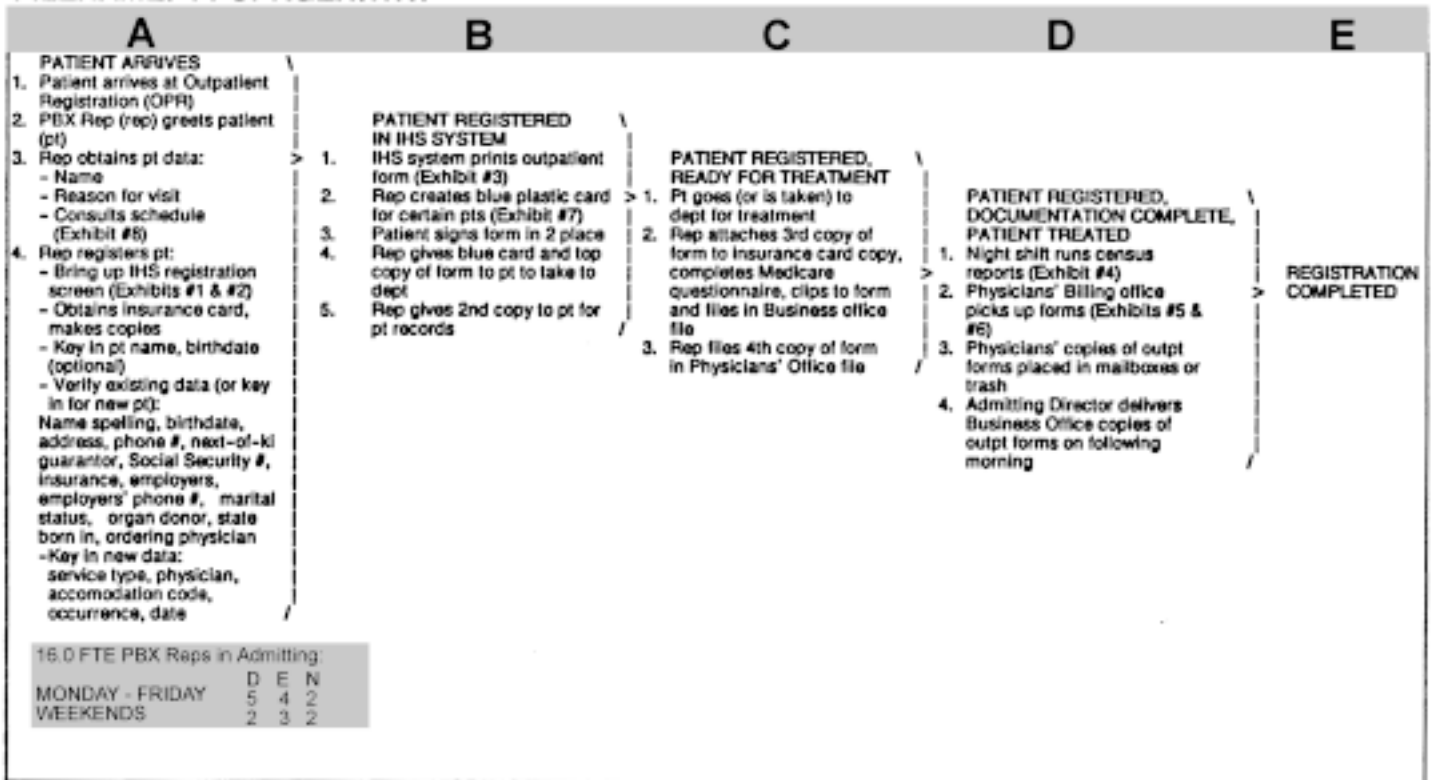 A B C D E
PATIENT ARRIVES
1. Patient arrives at Outpatient
Registration (OPR)
2. PBX Rep (rep) greets patient
(pt)
3. Rep obtains pt data:
- Name
- Reason for visit
- Consults schedule
(Exhibit #8)
4. Rep registers pt:
- Bring up IHS registration
screen (Exhibits #1 & #2)
- Obtains insurance card,
makes copies
- Key in pt name, birthdate
(optional)
- Verify existing data (or key
in for new pt):
Name spelling, birthdate,
address, phone #, next-of-ki
guarantor, Social Security #,
insurance, employers,
employers' phone #, marital
status, organ donor, state
born in, ordering physician
-Key in new data:
service type, physician,
accomodation code,
occurrence, date
>
PATIENT REGISTERED
IN IHS SYSTEM
1. IHS system prints outpatient
form (Exhibit #3)
2. Rep creates blue plastic card
for certain pts (Exhibit #7)
3. Patient signs form in 2 place
4. Rep gives blue card and top
copy of form to pt to take to
dept
5. Rep gives 2nd copy to pt for
pt records
>
PATIENT REGISTERED,
READY FOR TREATMENT
1. Pt goes (or is taken) to
dept for treatment
2. Rep attaches 3rd copy of
form to insurance card copy,
completes Medicare
questionnaire, clips to form
and files in Business office
file
3. Rep files 4th copy of form
in Physicians' Office file
>
PATIENT REGISTERED,
DOCUMENTATION COMPLETE,
PATIENT TREATED
1. Night shift runs census
reports (Exhibit #4)
2. Physicians' Billing office
picks up forms (Exhibits #5 &
#6)
3. Physicians' copies of outpt
forms placed in mailboxes or
trash
4. Admitting Director delivers
Business Office copies of
outpt forms on following
morning
>
REGISTRATION
COMPLETED
16.0 FTE PBX Reps in Admitting:
D E N
MONDAY - FRIDAY 5 4 2
WEEKENDS 2 3 2